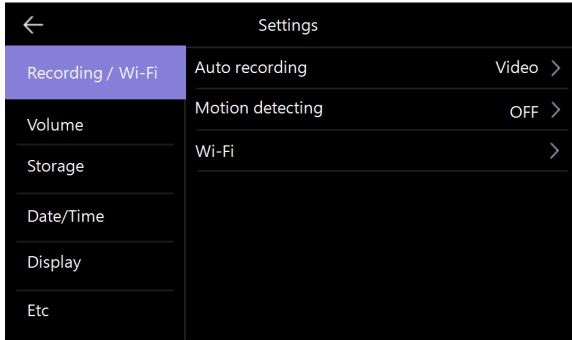 Settings
Recording / Wi-Fi
Volume
Storage
Date/Time
Display
Etc
Auto recording Video
Motion detecting OFF
Wi-Fi